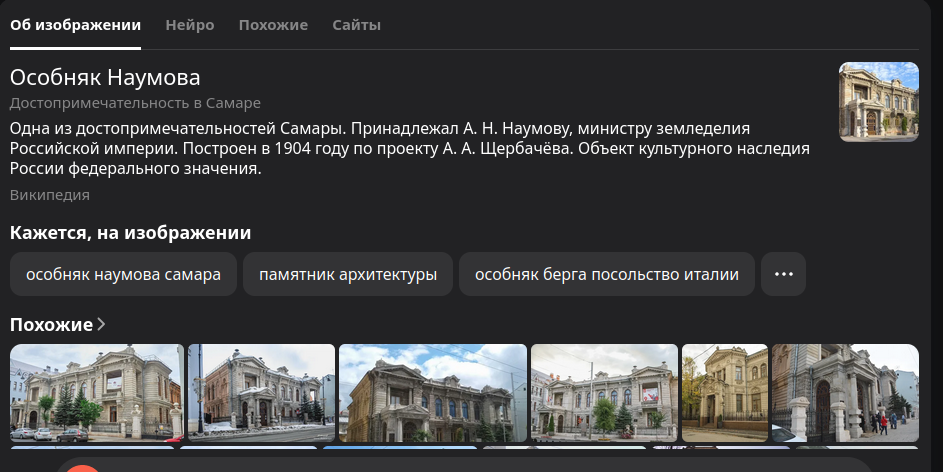 Об изображении Нейро Похожие Сайты
Особняк Наумова
Достопримечательность в Самаре
Одна из достопримечательностей Самары. Принадлежал А. Н. Наумову, министру земледелия
Российской империи. Построен в 1904 году по проекту А. А. Щербачёва. Объект культурного наследия
России федерального значения.
Википедия
Кажется, на изображении
особняк наумова самара памятник архитектуры особняк берга посольство италии
Похожие